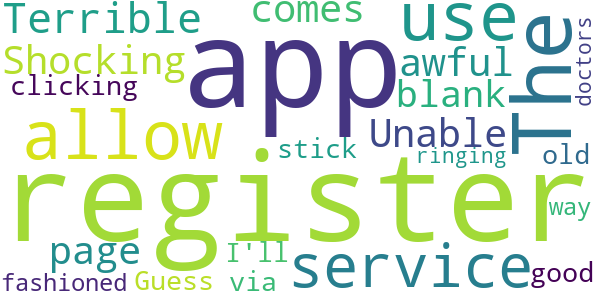 Terrible
comes
use
The
doctors
Shocking
app
awful
clicking
blank
allow
Unable
stick
ringing
old
register
way
page
I'll
service
good
fashioned
Guess
via